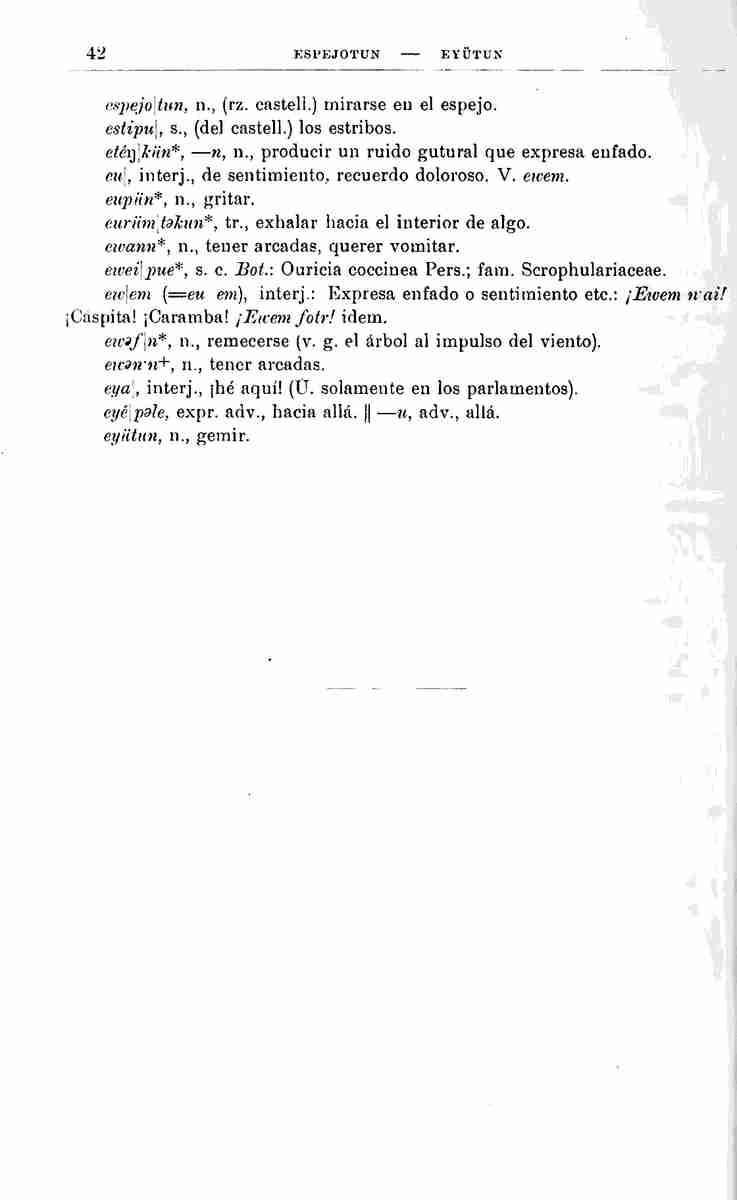 42 ESPEJOTUN — EYÜTUN
espejo|tun, n., (rz. castell.) mirarse en el espejo.
estipu|, s., (del castell.) los estribos.
etéŋ|kün*, —n, n., producir un ruido gutural que expresa enfado.
eu|, interj., de sentimiento, recuerdo doloroso. V. ewem.
eupün*, n., gritar.
eurüm|təkun*, tr., exhalar hacia el interior de algo.
ewann*, n., tener arcadas, querer vomitar.
ewei|pue*, s. c. Bot.: Ouricia coccinea Pers.; fam. Scrophulariaceae.
ew|em (=eu em), interj.: Expresa enfado o sentimiento etc.: ¡Ewem
¡Caspita! ¡Caramba! ¡Ewem fotr! idem.
ewəf|n*, n., remecerse (v. g. el árbol al impulso del viento).
n., tener arcadas.
eya|, interj., ¡hé aquí! (Ú. solamente en los parlamentos).
eyé|pəle, expr. adv., hacia allá. || —u, adv., allá.
eyütun, n., gemir.